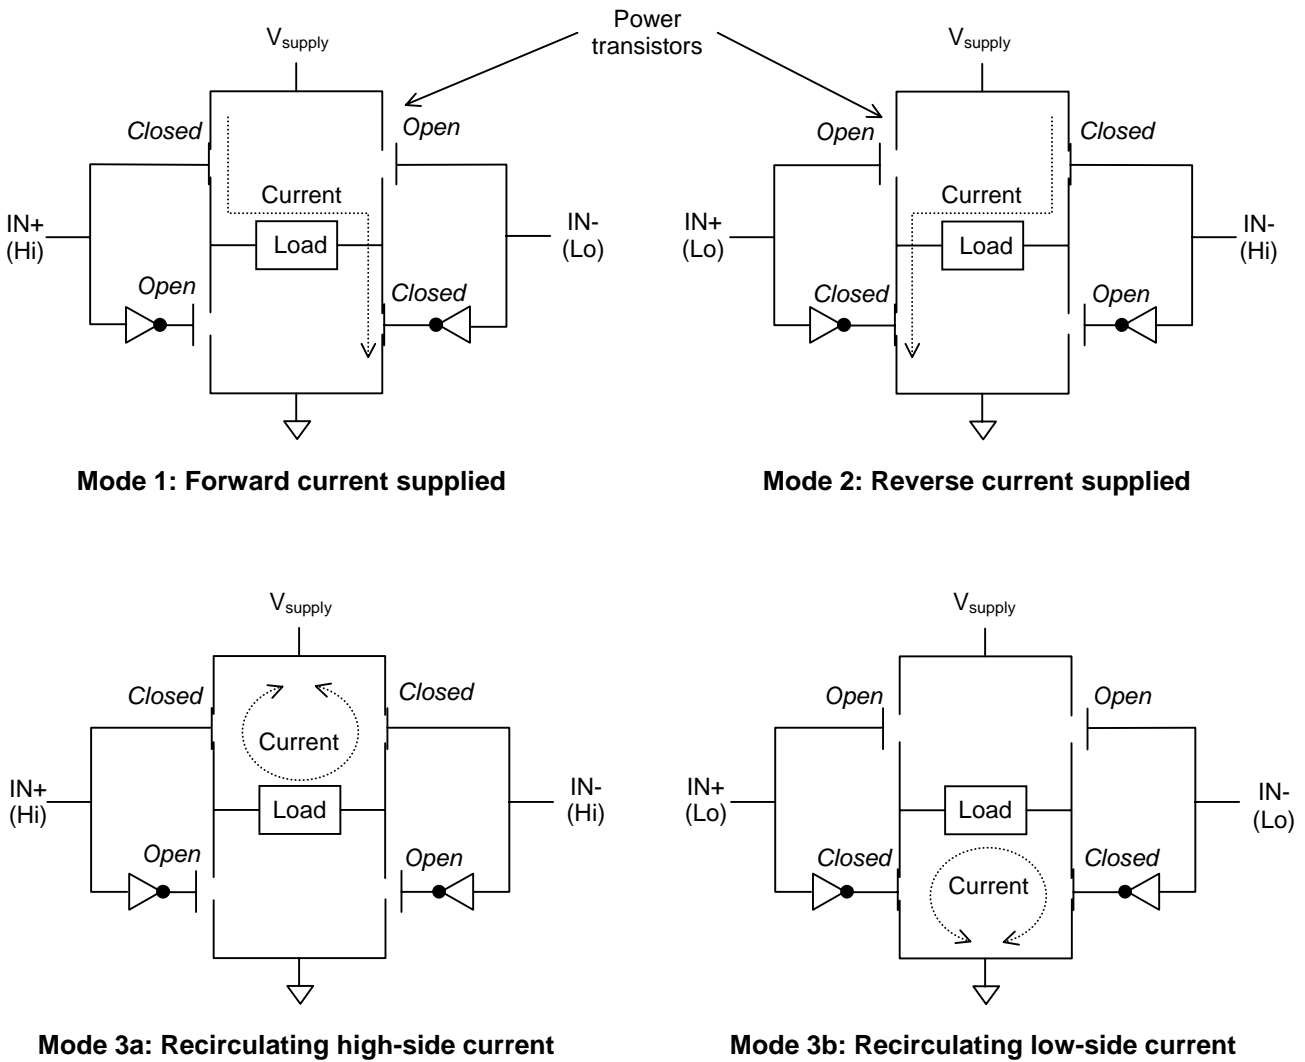 Power
transistors
Vsupply
Closed
Open
Current
IN+
(Hi)
Load
IN-
(Lo)
Open
Closed
Mode 1: Forward current supplied
Vsupply
Open
Closed
Current
IN+
(Lo)
Load
IN-
(Hi)
Closed
Open
Mode 2: Reverse current supplied
Vsupply
Closed
Closed
Current
IN+
(Hi)
Load
IN-
(Hi)
Open
Open
Mode 3a: Recirculating high-side current
Vsupply
Open
Open
IN+
(Lo)
Load
IN-
(Lo)
Closed
Closed
Current
Mode 3b: Recirculating low-side current